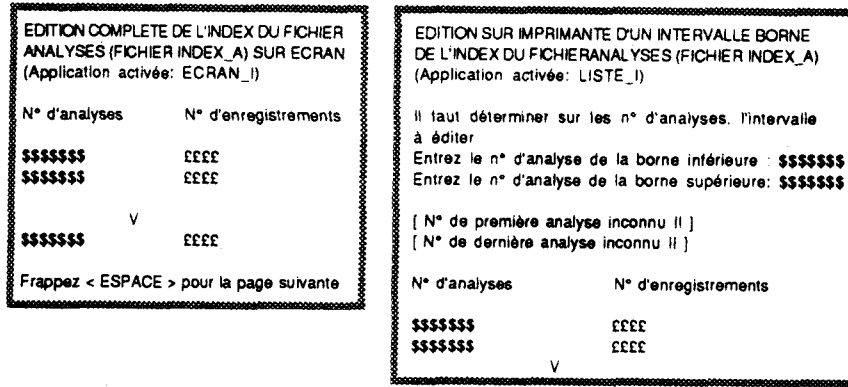 EDITION COMPLETE DE L'INDEX DU FICHIER
ANALYSES (FICHIER INDEX_A) SUR ECRAN
(Application activée: ECRAN_I)
N° d'analyses N° d'enregistrements
$$$$$$$ ££££
$$$$$$$ ££££
V
$$$$$$$ ££££
Frappez < ESPACE > pour la page suivante
EDITION SUR IMPRIMANTE D'UN INTERVALLE BORNE
DE L'INDEX DU FICHIERANALYSES (FICHIER INDEX_A)
(Application activée: LISTE_I)
Il faut déterminer sur les n° d'analyses, l'intervalle
à éditer
Entrez le n° d'analyse de la borne inférieure : $$$$$$$
Entrez le n° d'analyse de la borne supérieure: $$$$$$$
[ N° de première analyse inconnu !! ]
[ N° de dernière analyse inconnu !! ]
N° d'analyses N° d'enregistrements
$$$$$$$ ££££
$$$$$$$ ££££
V